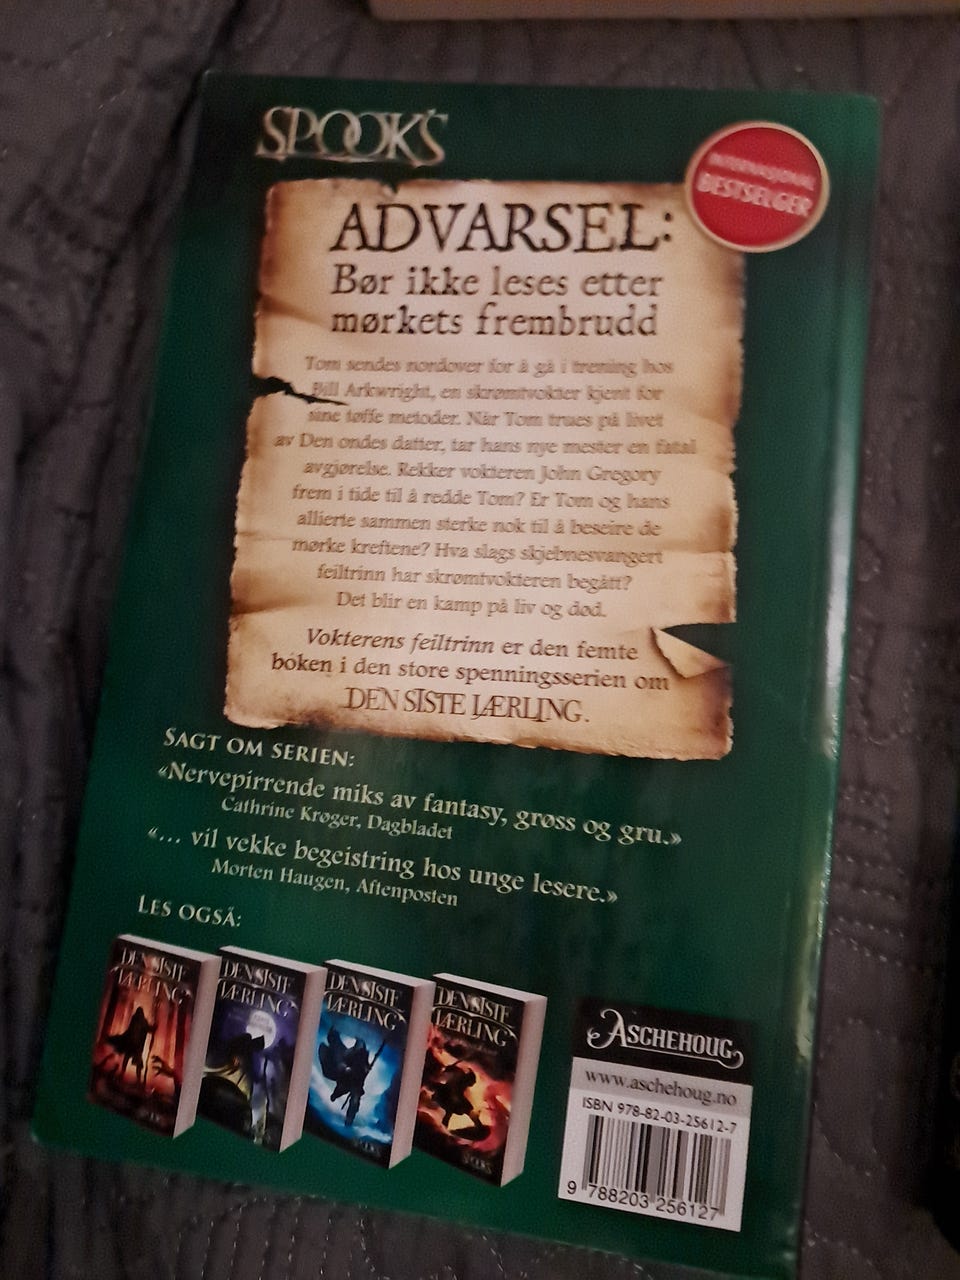 SPOOK'S
INTERNASJONAL
BESTSELGER
ADVARSEL:
Bør ikke leses etter
mørkets frembrudd
Tom sendes nordover for å gå i trening hos
Bill Arkwright, en skrømtvokter kjent for
sine tøffe metoder. Når Tom trues på livet
av Den ondes datter, tar hans nye mester en fatal
avgjørelse. Rekker vokteren John Gregory
frem i tide til å redde Tom? Er Tom og hans
allierte sammen sterke nok til å beseire de
mørke kreftene? Hva slags skjebnesvangert
feiltrinn har skrømtvokteren begått?
Det blir en kamp på liv og død.
Vokterens feiltrinn er den femte
boken i den store spenningsserien om
DEN SISTE LÆRLING.
SAGT OM SERIEN:
«Nervepirrende miks av fantasy, grøss og gru.»
Cathrine Krøger, Dagbladet
«... vil vekke begeistring hos unge lesere.»
Morten Haugen, Aftenposten
LES OGSÅ:
DEN SISTE
LÆRLING
DEN SISTE
LÆRLING
DEN SISTE
LÆRLING
DEN SISTE
LÆRLING
SPOOK'S
ASCHEHOUG
www.aschehoug.no
ISBN 978-82-03-25612-7
9 788203 256127